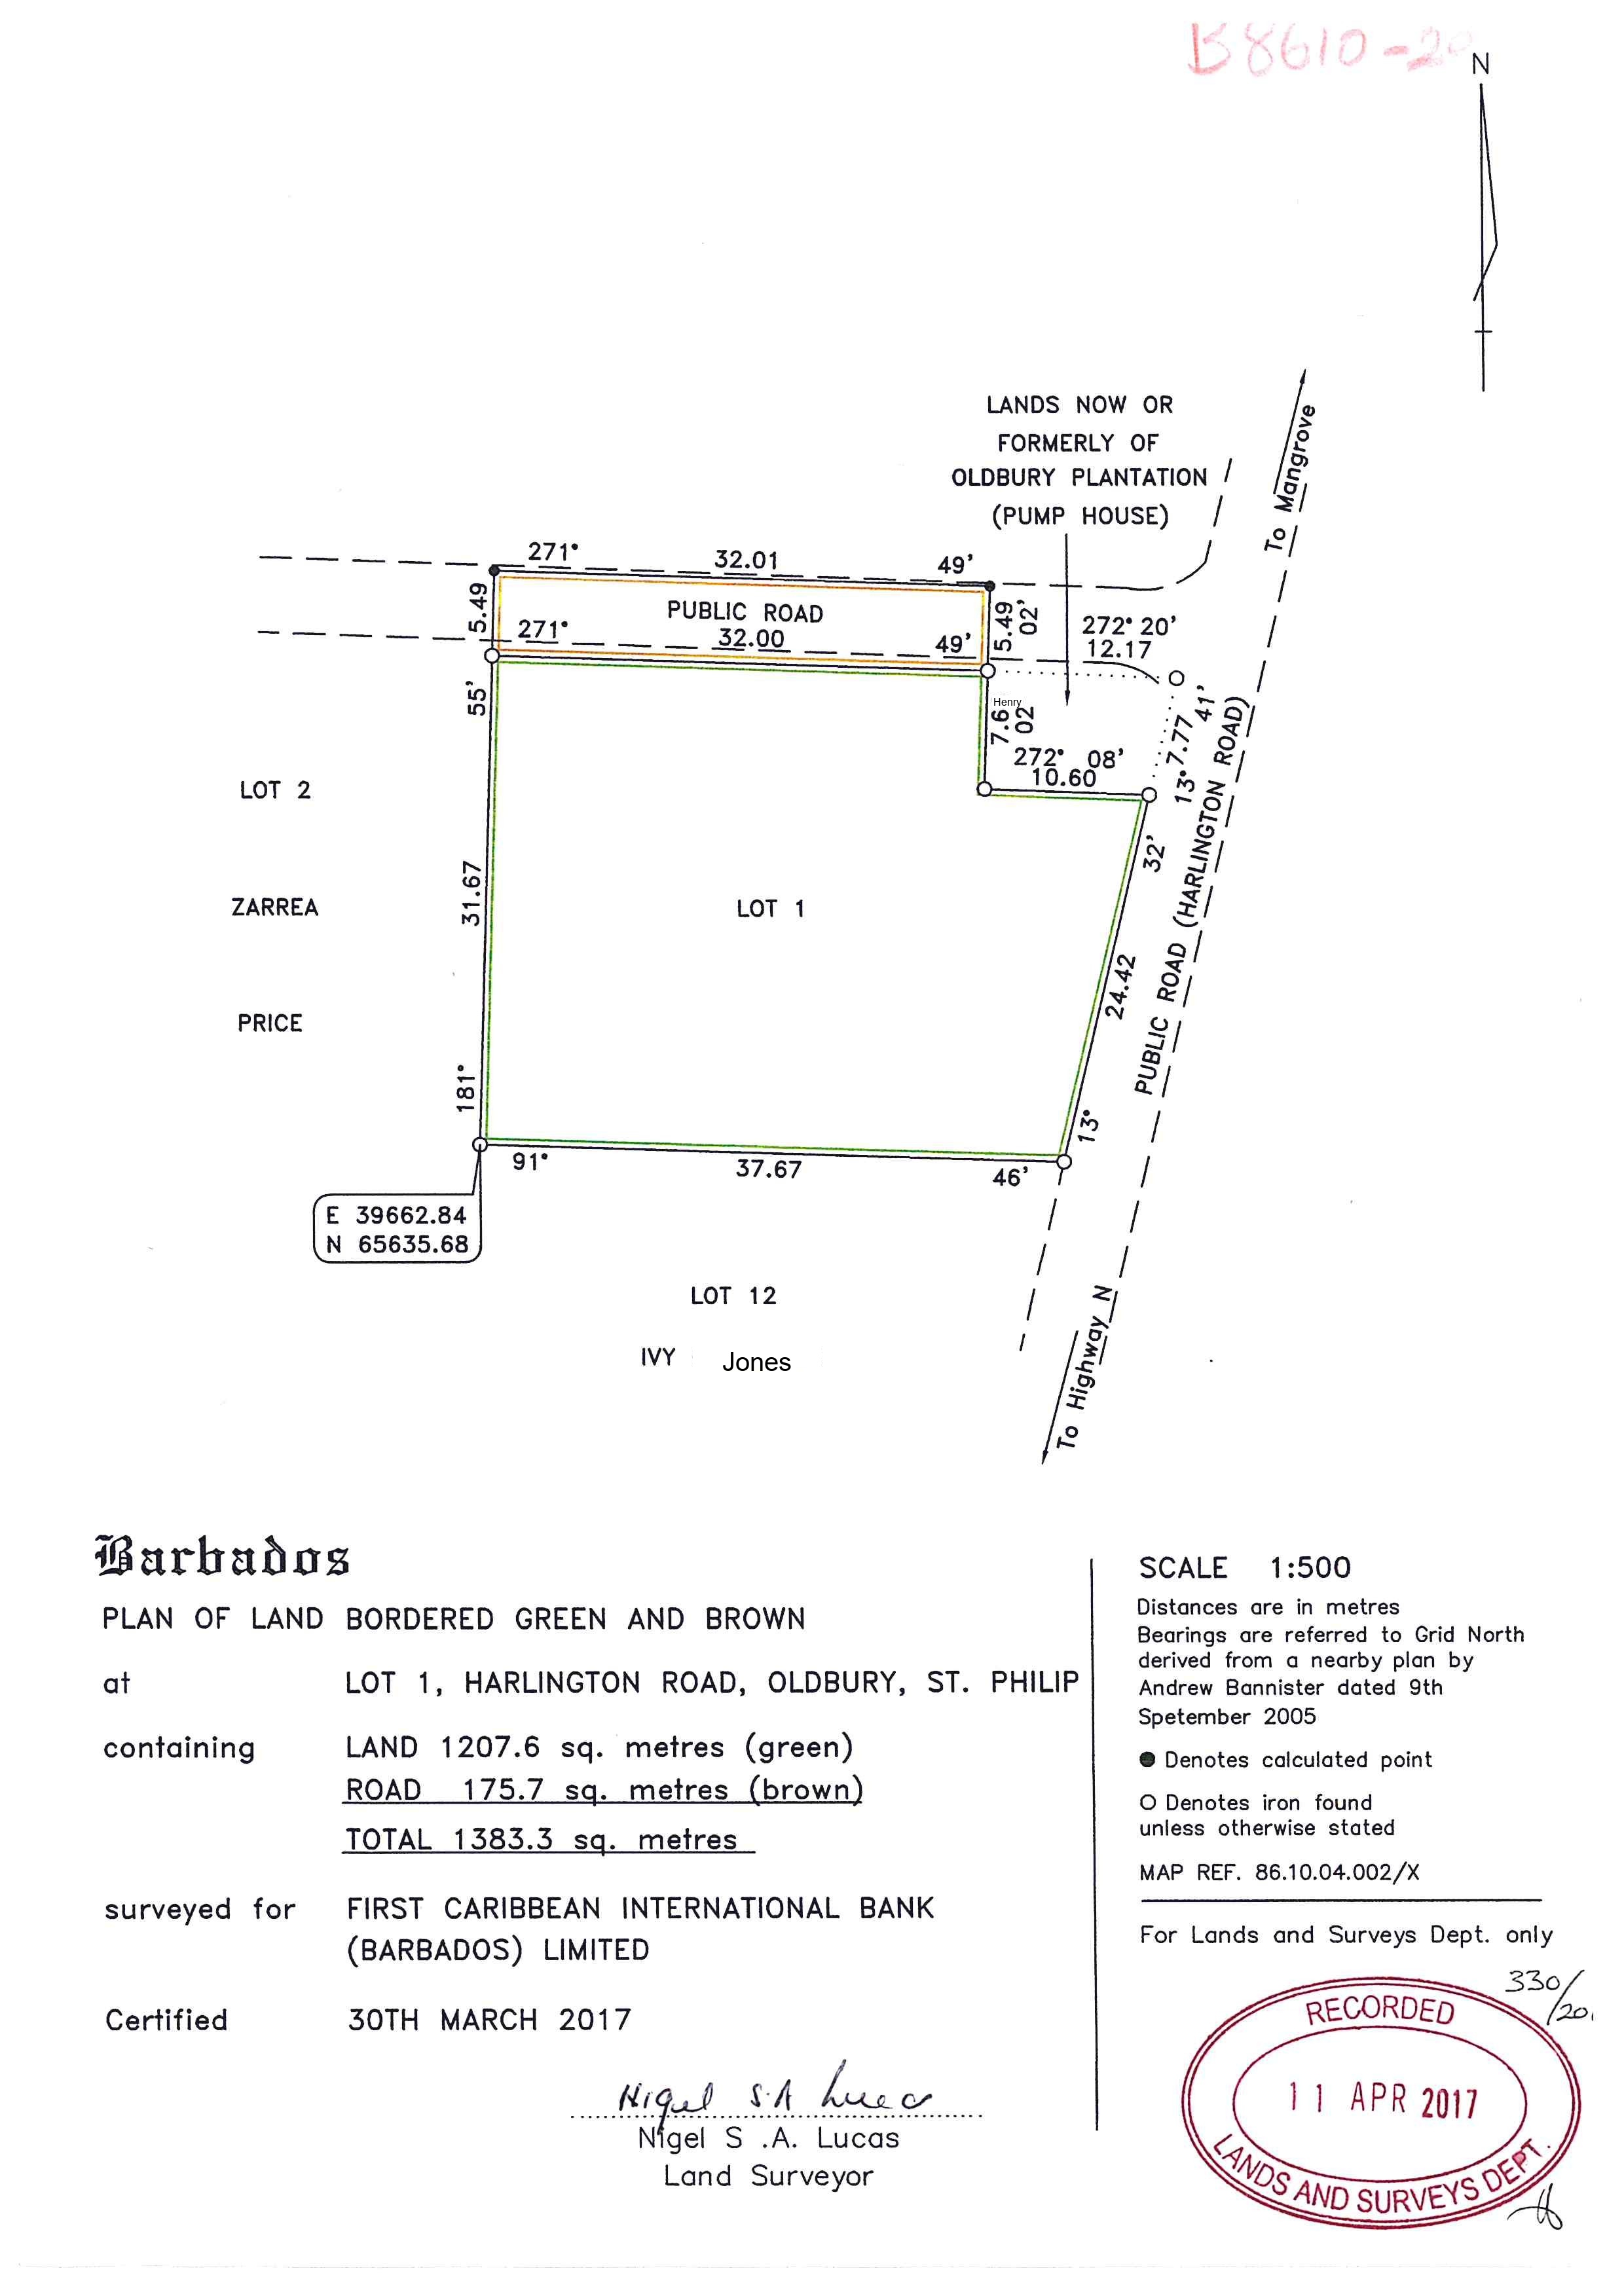 B8610-20
N
LANDS NOW OR
FORMERLY OF
OLDBURY PLANTATION
(PUMP HOUSE)
To Mangrove
271° 32.01 49'
5.49
PUBLIC ROAD
5.49
02'
271° 32.00 49'
272° 20'
12.17
55'
Henry
7.6
02
272° 08'
10.60
7.77
13° 41'
LOT 2
ZARREA
PRICE
31.67
181°
LOT 1
32'
24.42
13°
PUBLIC ROAD (HARLINGTON ROAD)
91° 37.67 46'
E 39662.84
N 65635.68
LOT 12
IVY Jones
To Highway N
Barbados
PLAN OF LAND BORDERED GREEN AND BROWN
at LOT 1, HARLINGTON ROAD, OLDBURY, ST. PHILIP
containing LAND 1207.6 sq. metres (green)
ROAD 175.7 sq. metres (brown)
TOTAL 1383.3 sq. metres
surveyed for FIRST CARIBBEAN INTERNATIONAL BANK
(BARBADOS) LIMITED
Certified 30TH MARCH 2017
Nigel S.A Lucas
Nigel S .A. Lucas
Land Surveyor
SCALE 1:500
Distances are in metres
Bearings are referred to Grid North
derived from a nearby plan by
Andrew Bannister dated 9th
Spetember 2005
Denotes calculated point
Denotes iron found
unless otherwise stated
MAP REF. 86.10.04.002/X
For Lands and Surveys Dept. only
330/
RECORDED
11 APR 2017
LANDS AND SURVEYS DEPT.